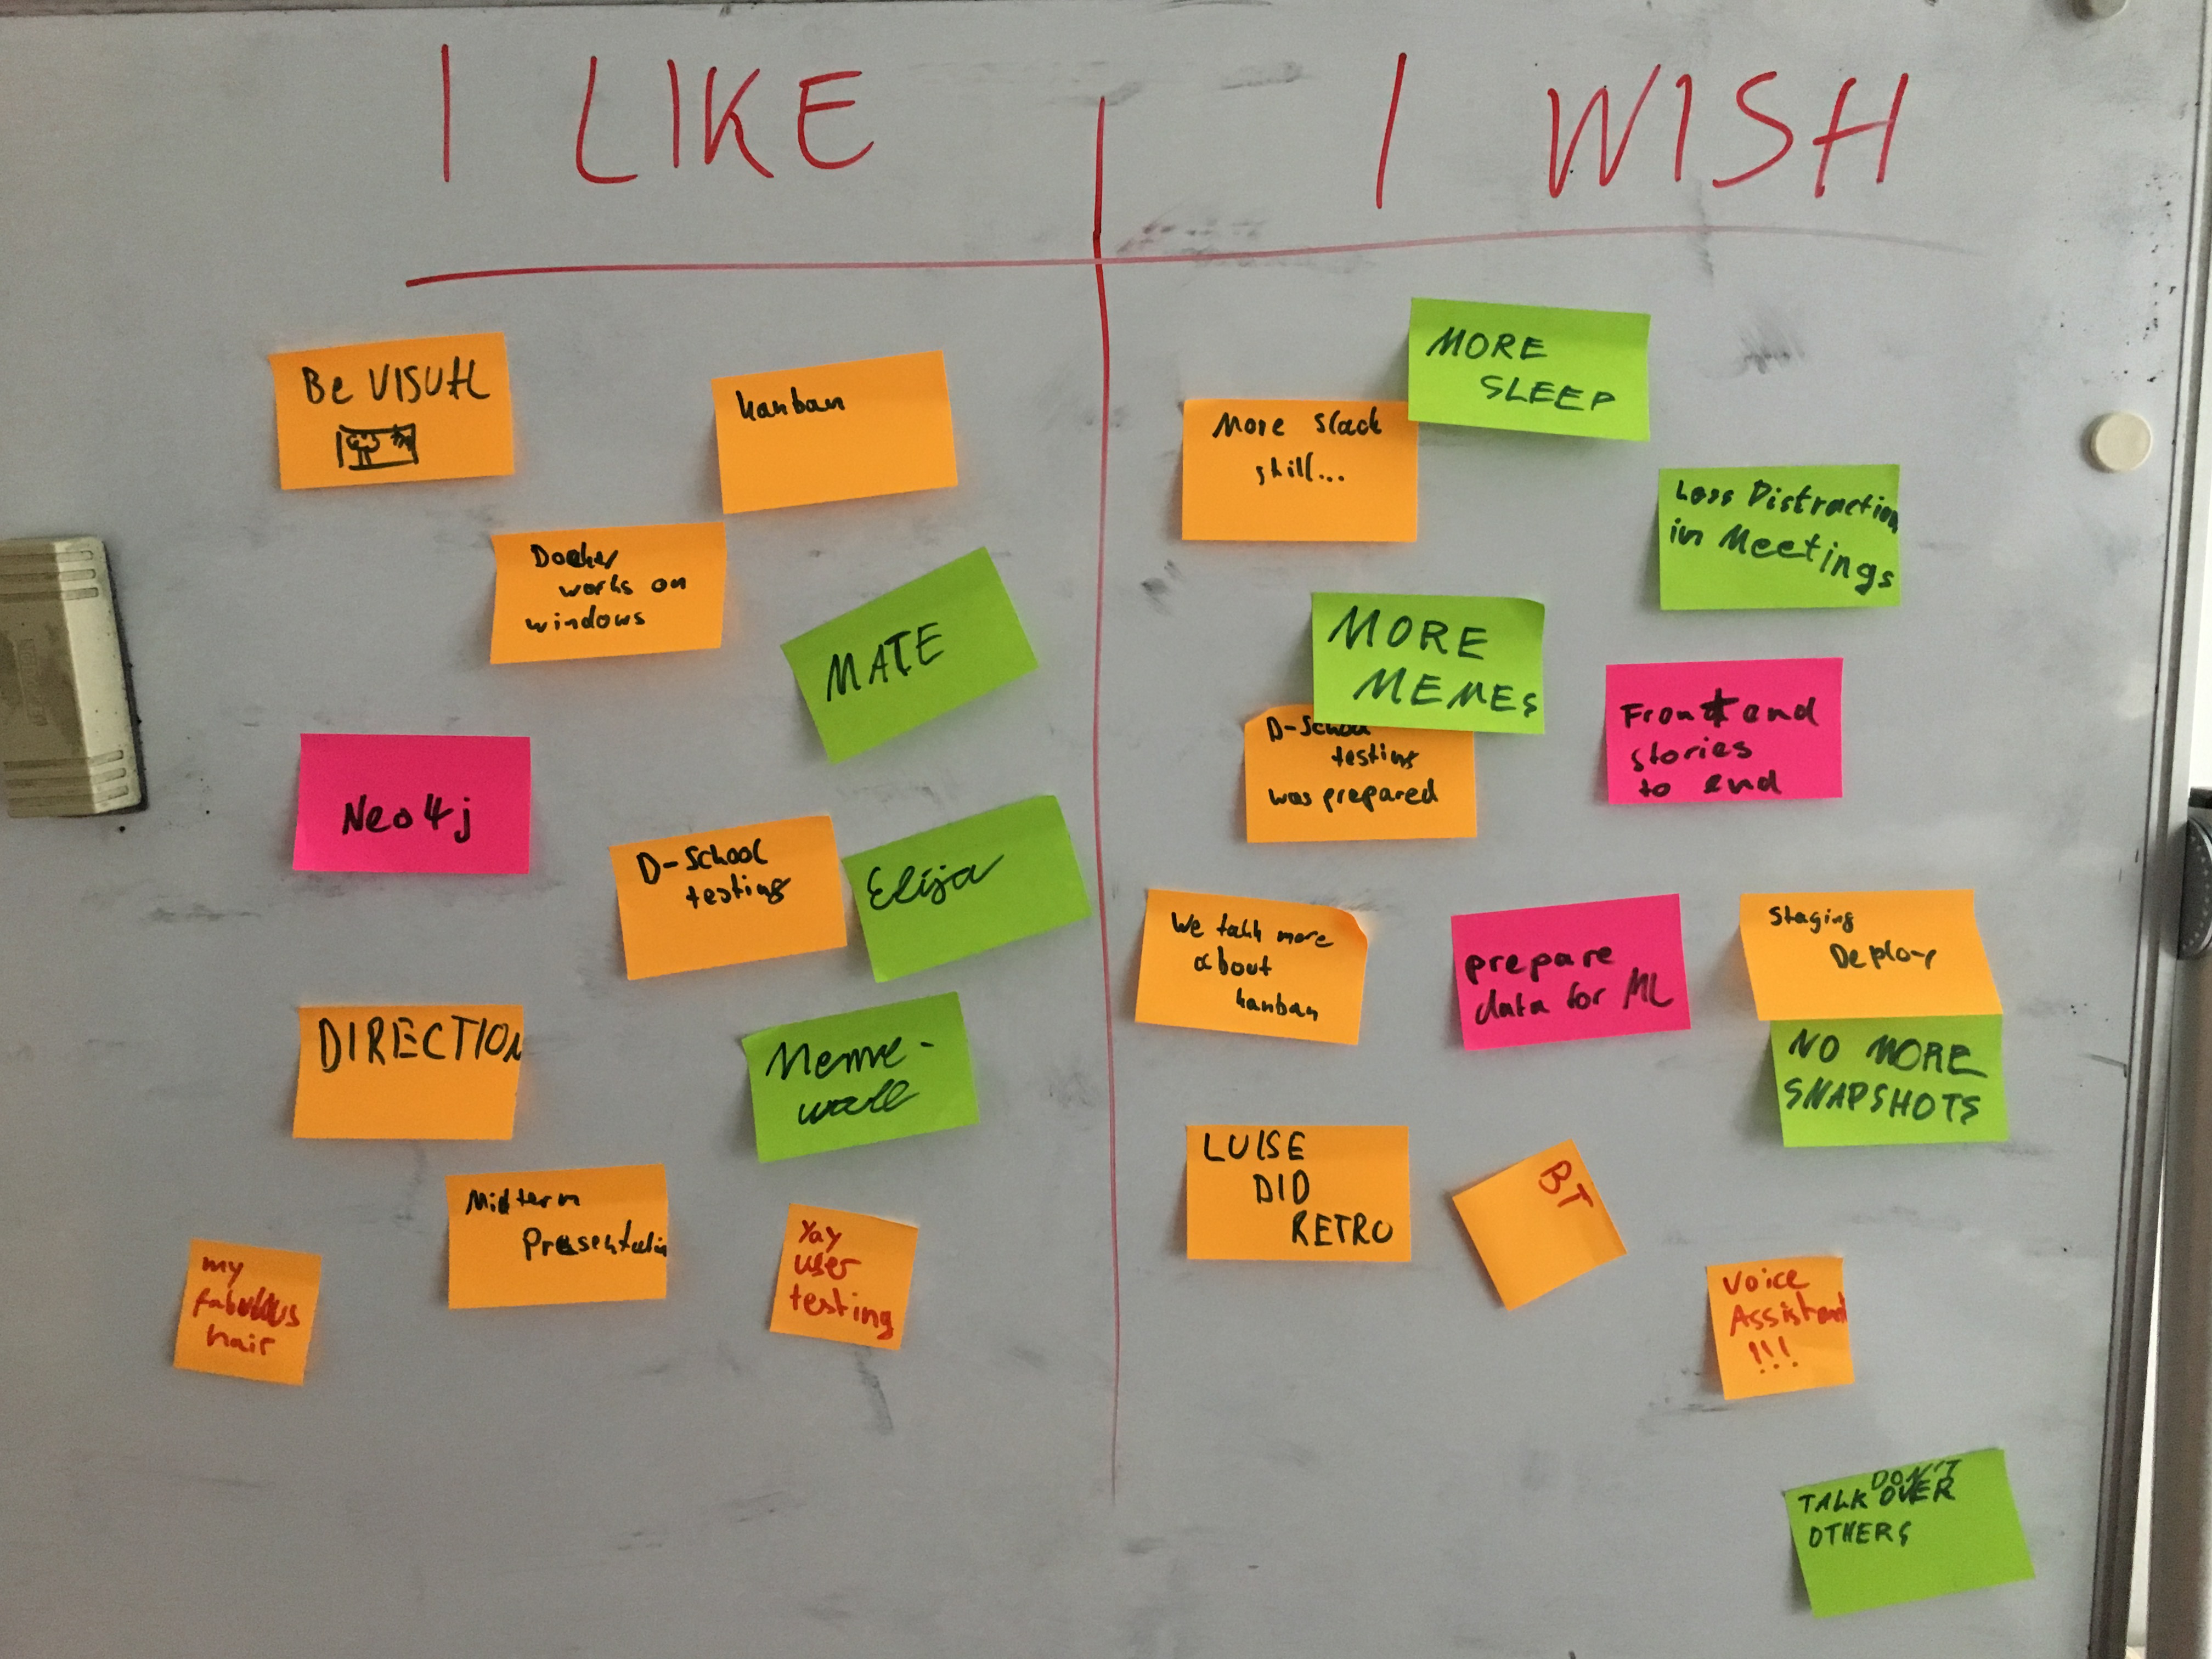 I LIKE
I WISH
Be VISUAL
kanban
Docker
works on
windows
MATE
Neo4j
D-School
testing
Elija
DIRECTION
Meme-
wall
Midterm
Presentation
my
fabulous
hair
Yay
user
testing
MORE
SLEEP
More Slack
skill...
Less Distraction
in Meetings
MORE
MEMES
D-School
testing
was prepared
Front end
stories
to end
We talk more
about
kanban
prepare
data for ML
Staging
Deploy
NO MORE
SNAPSHOTS
LUISE
DID
RETRO
BT
Voice
Assistant
!!!
DON'T
TALK OVER
OTHERS